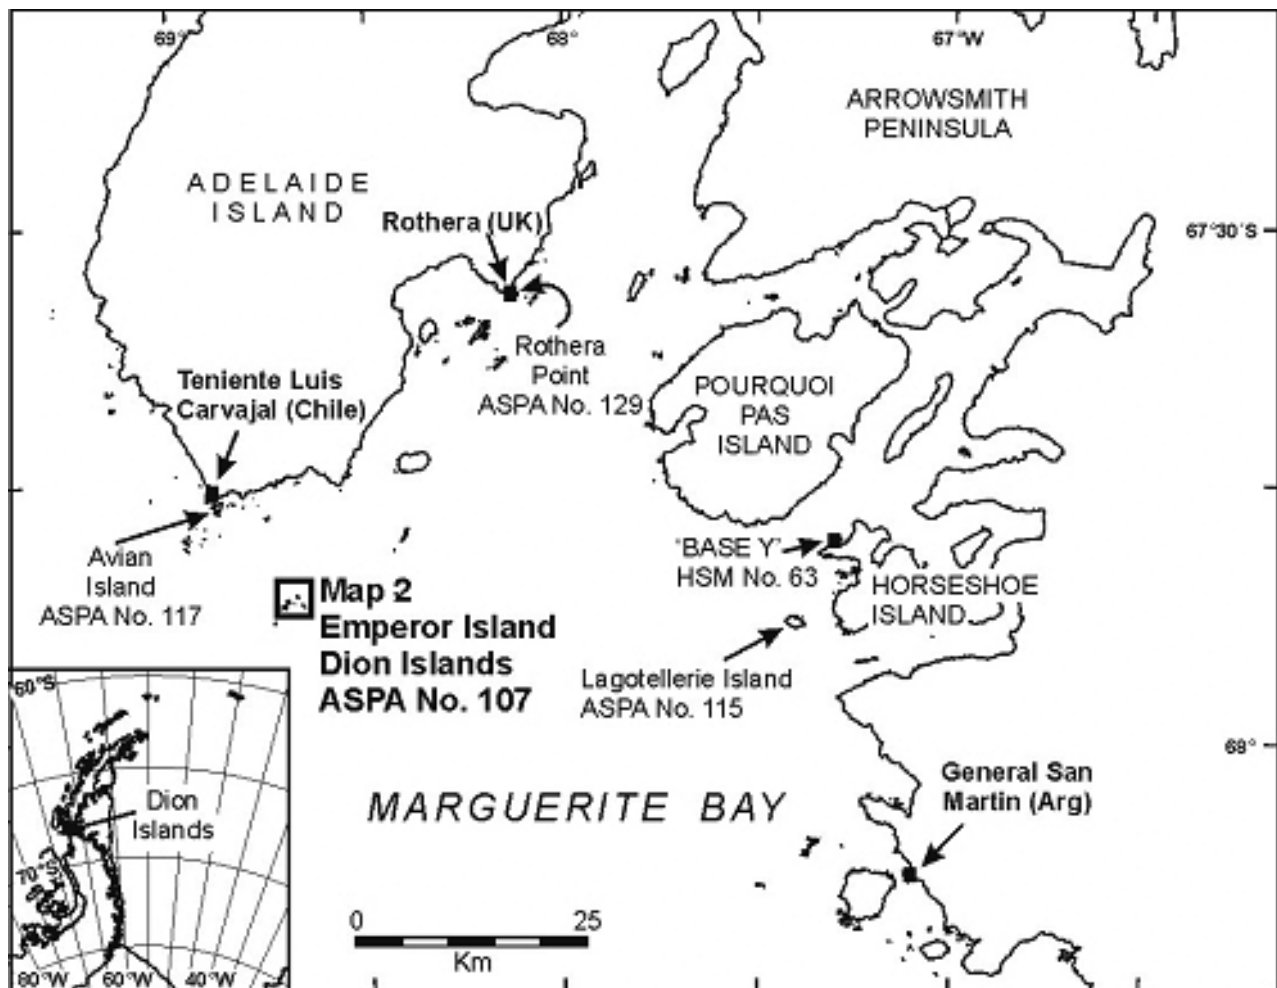 69°
68°
67°W
ARROWSMITH
PENINSULA
ADELAIDE
ISLAND
Rothera (UK)
67°30´S
Rothera
Point
ASPA No. 129
Teniente Luis
Carvajal (Chile)
POURQUOI
PAS
ISLAND
Avian
Island
ASPA No. 117
'BASE Y'
HSM No. 63
HORSESHOE
ISLAND
Map 2
Emperor Island
Dion Islands
ASPA No. 107
Lagotellerie Island
ASPA No. 115
68°
General San
Martin (Arg)
MARGUERITE BAY
60°S
Dion
Islands
70°S
80°W
60°W
40°W
0
25
Km